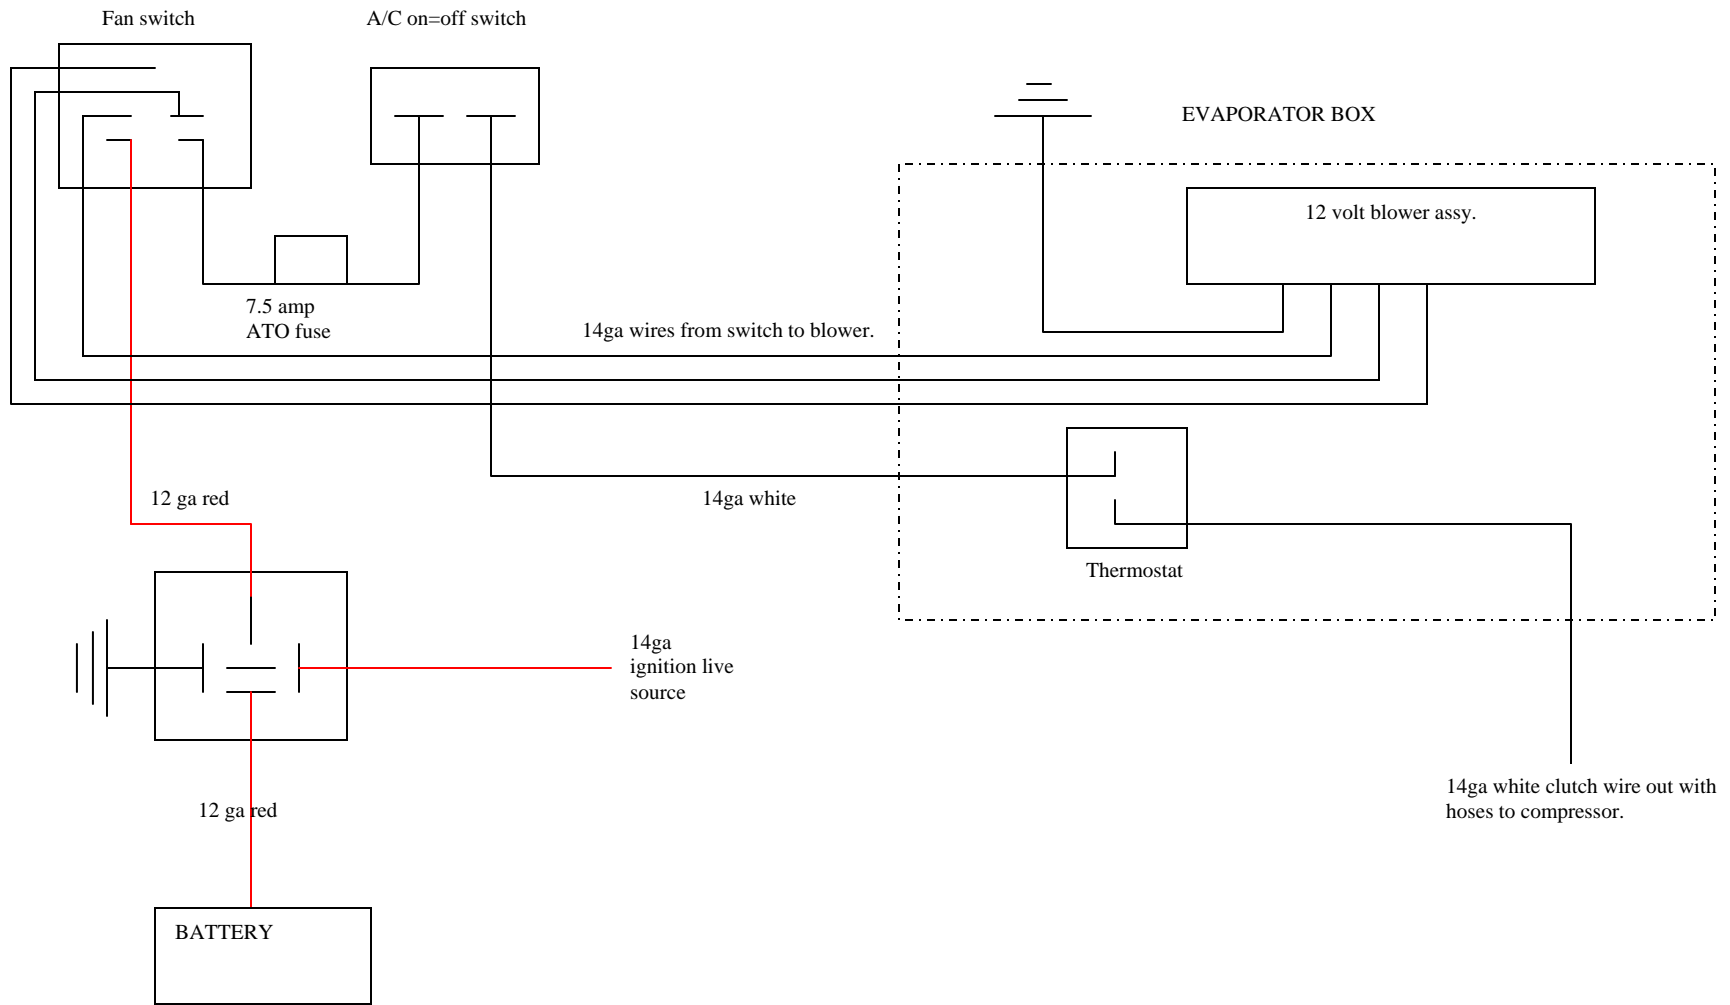 Fan switch
A/C on=off switch
EVAPORATOR BOX
12 volt blower assy.
7.5 amp
ATO fuse
14ga wires from switch to blower.
12 ga red
14ga white
Thermostat
14ga
ignition live
source
14ga white clutch wire out with
hoses to compressor.
12 ga red
BATTERY